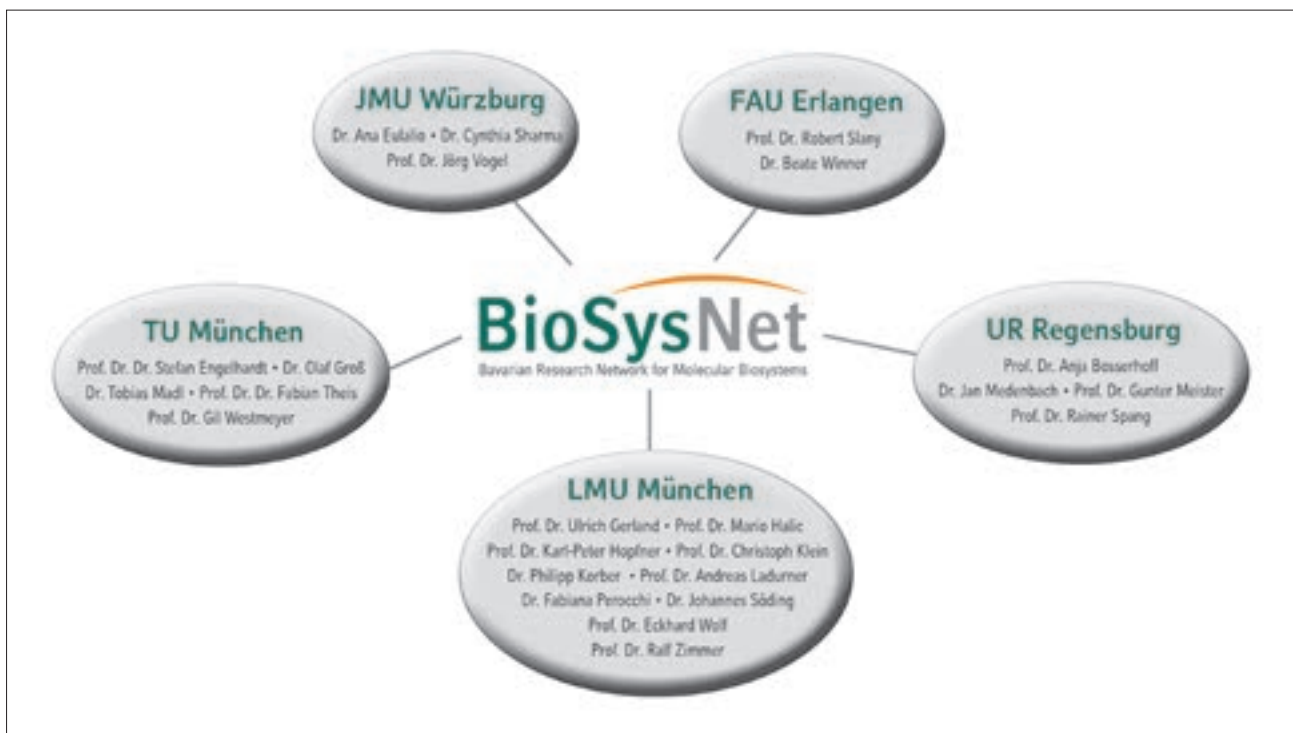 JMU Würzburg
Dr. Ana Eulalio • Dr. Cynthia Sharma
Prof. Dr. Jörg Vogel
FAU Erlangen
Prof. Dr. Robert Slany
Dr. Beate Winner
BioSysNet
Bavarian Research Network for Molecular Biosystems
TU München
Prof. Dr. Dr. Stefan Engelhardt • Dr. Olaf Groß
Dr. Tobias Madl • Prof. Dr. Dr. Fabian Theis
Prof. Dr. Gil Westmeyer
UR Regensburg
Prof. Dr. Anja Bosserhoff
Dr. Jan Medenbach • Prof. Dr. Gunter Meister
Prof. Dr. Rainer Spang
LMU München
Prof. Dr. Ulrich Gerland • Prof. Dr. Mario Halic
Prof. Dr. Karl-Peter Hopfner • Prof. Dr. Christoph Klein
Dr. Philipp Korber • Prof. Dr. Andreas Ladurner
Dr. Fabiana Perocchi • Dr. Johannes Söding
Prof. Dr. Eckhard Wolf
Prof. Dr. Ralf Zimmer